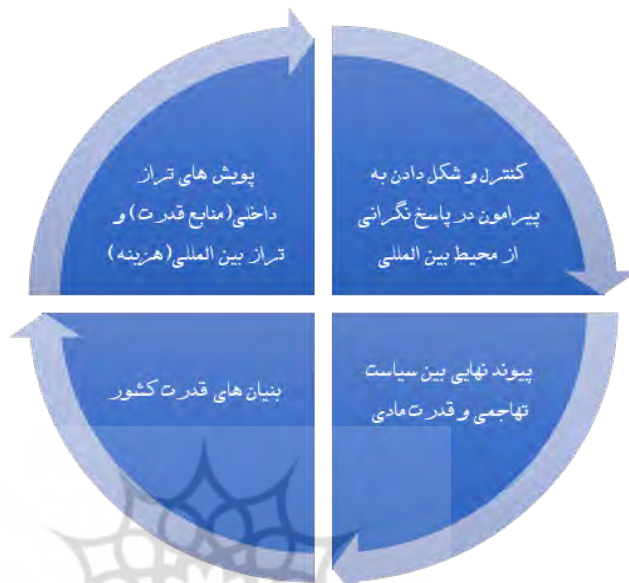 کنترل و شکل دادن به
پیرامون در پاسخ نگرانی
از محیط بین المللی
پیوند نهایی بین سیاست
تهاجمی و قدرت مادی
بنیان های قدرت کشور
پویش های تراز
داخلی(منابع قدرت) و
تراز بین المللی(هزینه)